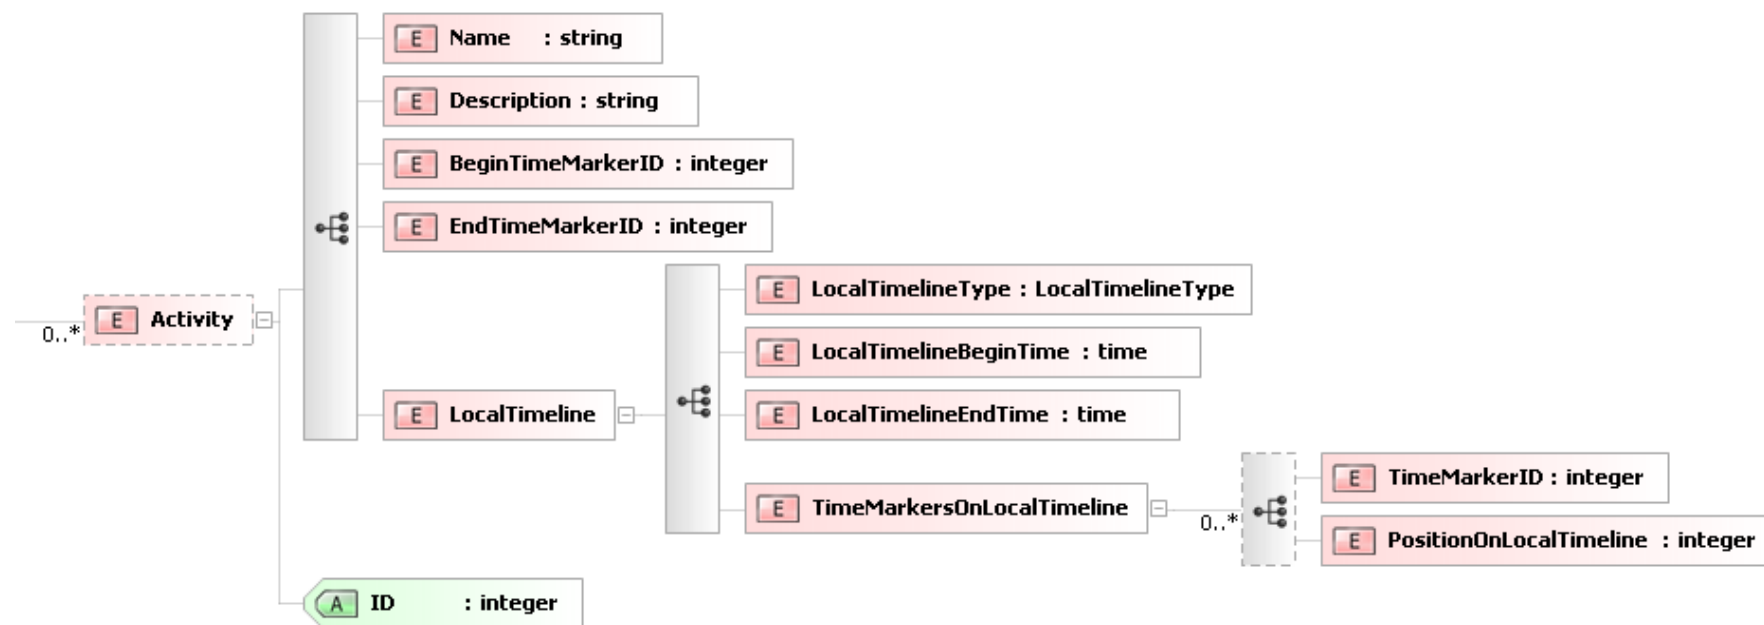 E Name : string
E Description : string
E BeginTimeMarkerID : integer
E EndTimeMarkerID : integer
E LocalTimelineType : LocalTimelineType
0..* E Activity
E LocalTimelineBeginTime : time
E LocalTimeline
E LocalTimelineEndTime : time
E TimeMarkerID : integer
E TimeMarkersOnLocalTimeline
0..*
E PositionOnLocalTimeline : integer
A ID : integer